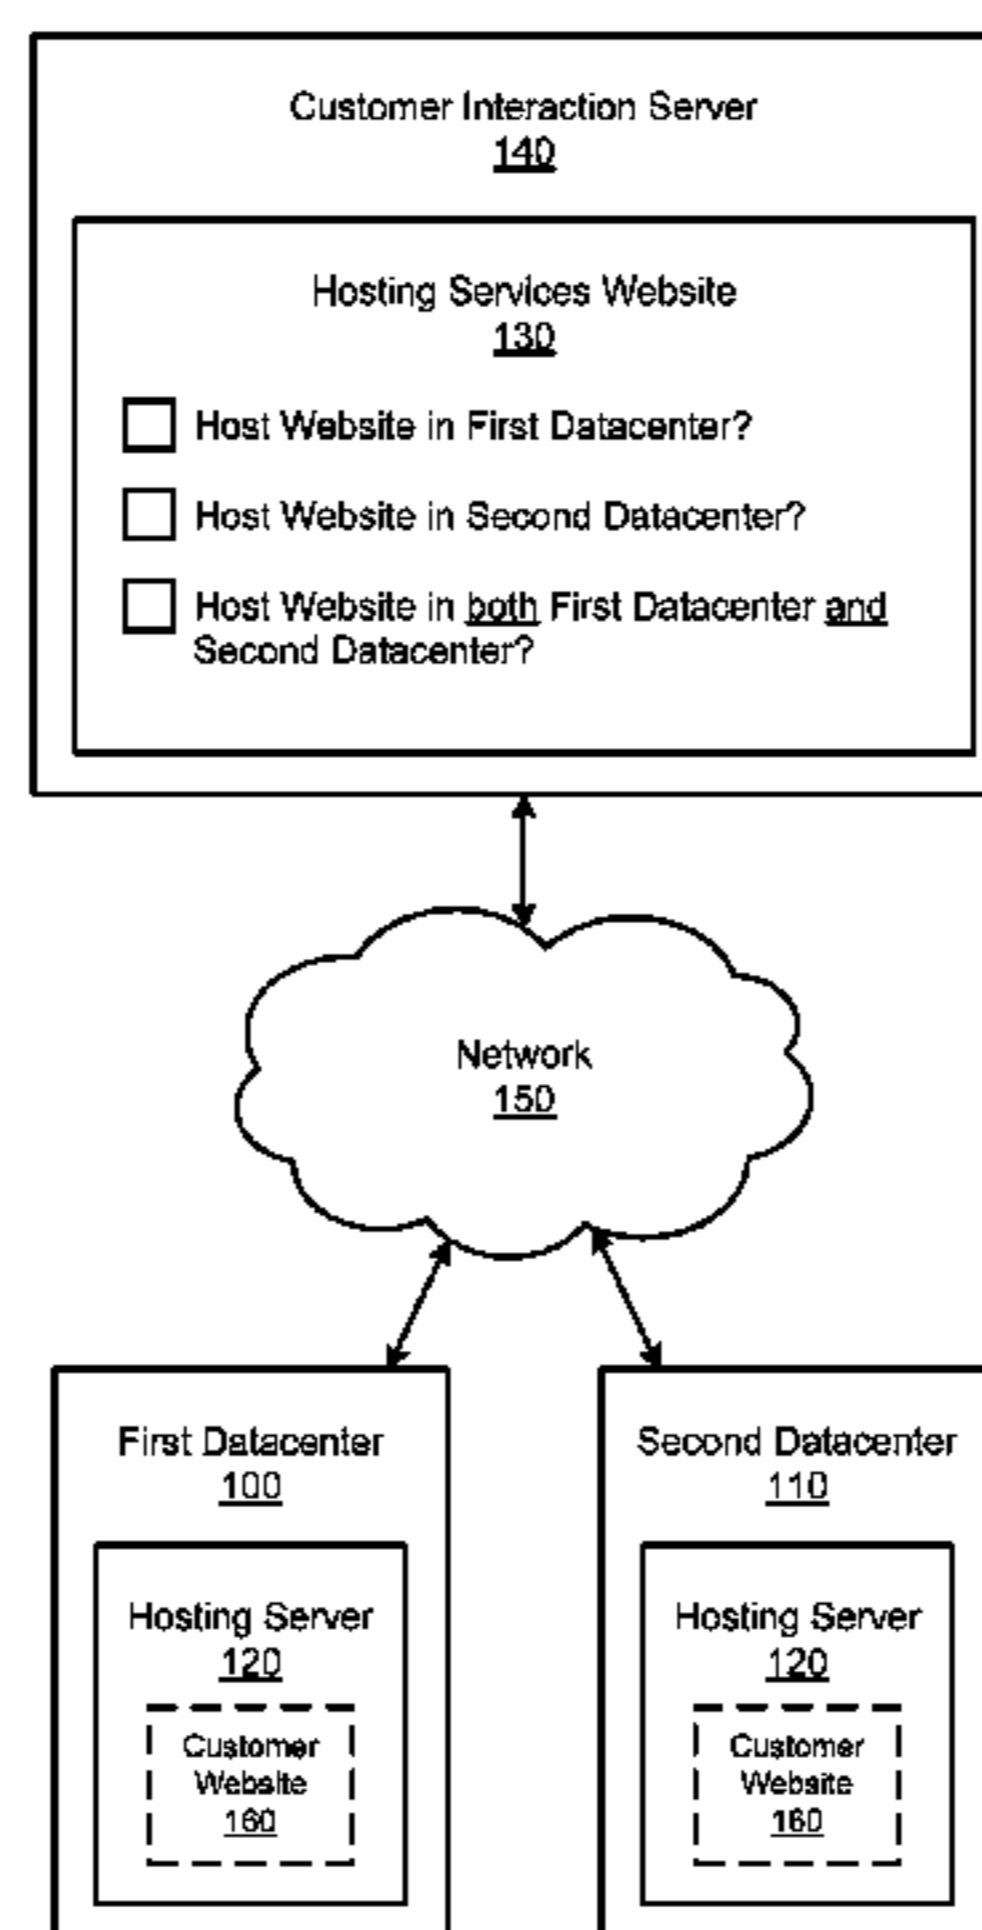 Customer Interaction Server
140
Hosting Services Website
130
Host Website in First Datacenter?
Host Website in Second Datacenter?
Host Website in both First Datacenter and
Second Datacenter?
Network
150
First Datacenter
100
Hosting Server
120
Customer
Website
160
Second Datacenter
110
Hosting Server
120
Customer
Website
160